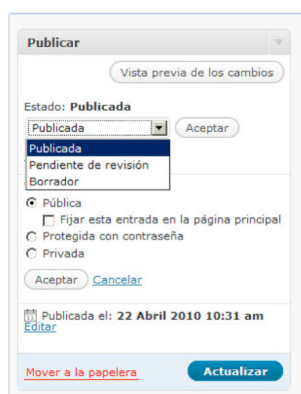 Publicar
Vista previa de los cambios
Estado: Publicada
Publicada
Aceptar
Publicada
Pendiente de revisión
Borrador
Pública
Fijar esta entrada en la página principal
Protegida con contraseña
Privada
Aceptar Cancelar
Publicada el: 22 Abril 2010 10:31 am
Editar
Mover a la papelera
Actualizar